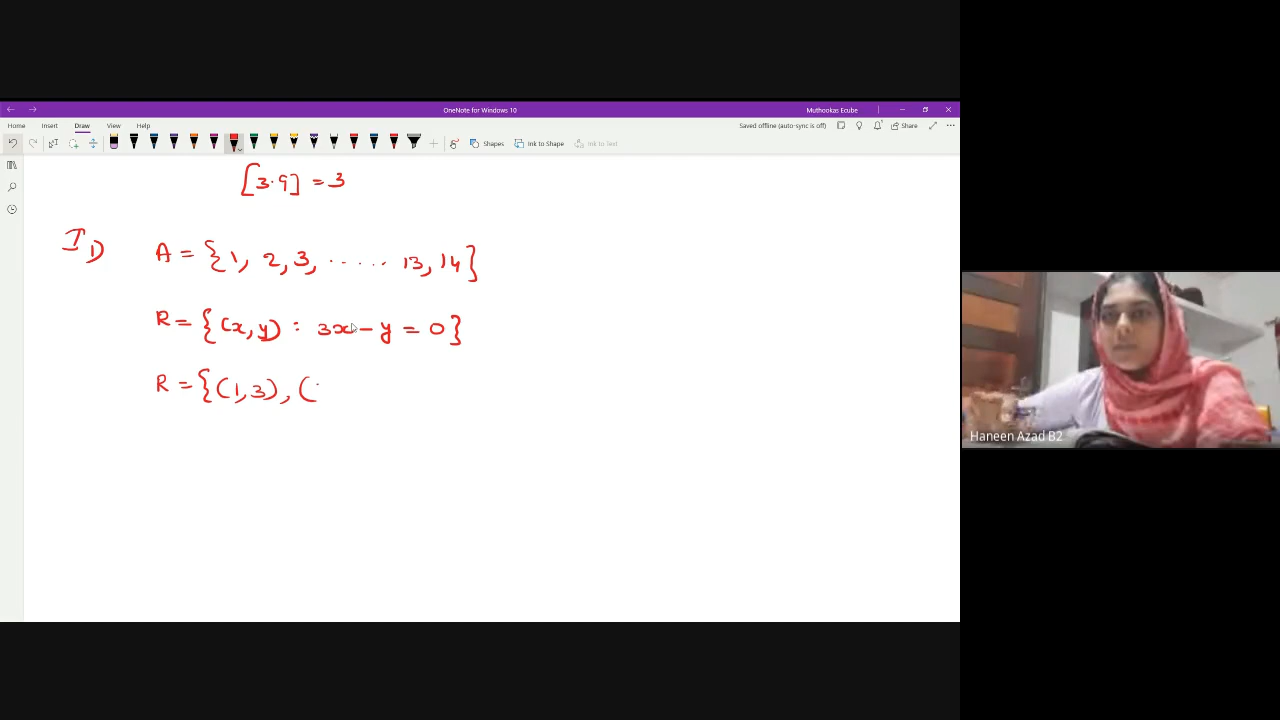 OneNote for Windows 10
Muthookas Ecube
Home Insert Draw View Help
Saved offline (auto-sync is off)
Share
Shapes
Ink to Shape
Ink to Text
[3.9] = 3
I)
A = {1, 2, 3, ...... 13, 14}
R = {(x, y) : 3x - y = 0}
R = {(1, 3), (
Haneen Azad B2